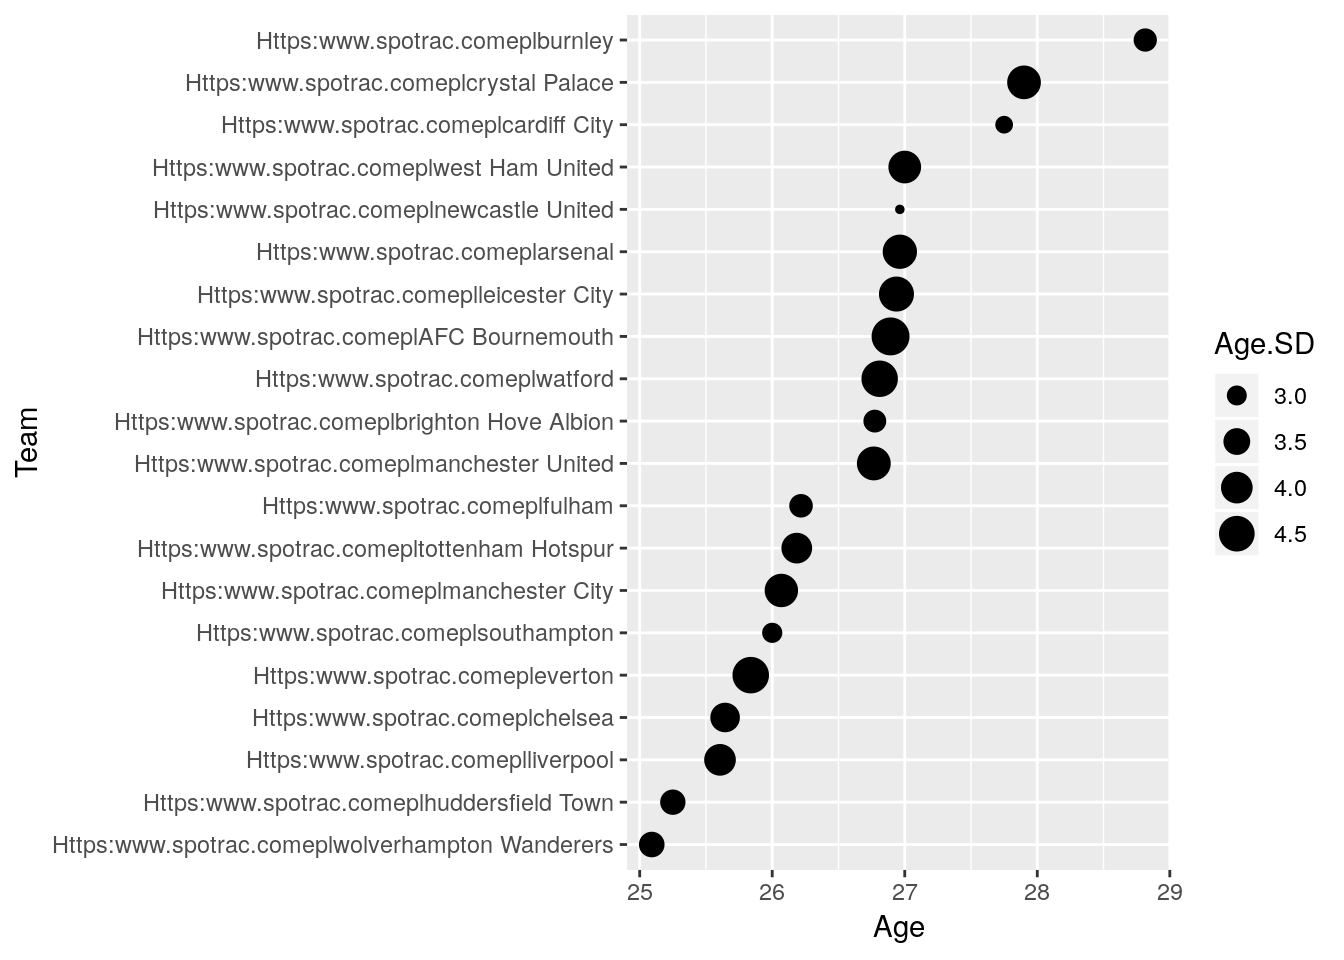 Https:www.spotrac.comeplburnley
Https:www.spotrac.comeplcrystal Palace
Https:www.spotrac.comeplcardiff City
Https:www.spotrac.comeplwest Ham United
Https:www.spotrac.comeplnewcastle United
Https:www.spotrac.comeplarsenal
Https:www.spotrac.comeplleicester City
Https:www.spotrac.comeplAFC Bournemouth
Https:www.spotrac.comeplwatford
Https:www.spotrac.comeplbrighton Hove Albion
Https:www.spotrac.comeplmanchester United
Https:www.spotrac.comeplfulham
Https:www.spotrac.comepltottenham Hotspur
Https:www.spotrac.comeplmanchester City
Https:www.spotrac.comeplsouthampton
Https:www.spotrac.comepleverton
Https:www.spotrac.comeplchelsea
Https:www.spotrac.comeplliverpool
Https:www.spotrac.comeplhuddersfield Town
Https:www.spotrac.comeplwolverhampton Wanderers
Team
25 26 27 28 29
Age
Age.SD
3.0
3.5
4.0
4.5